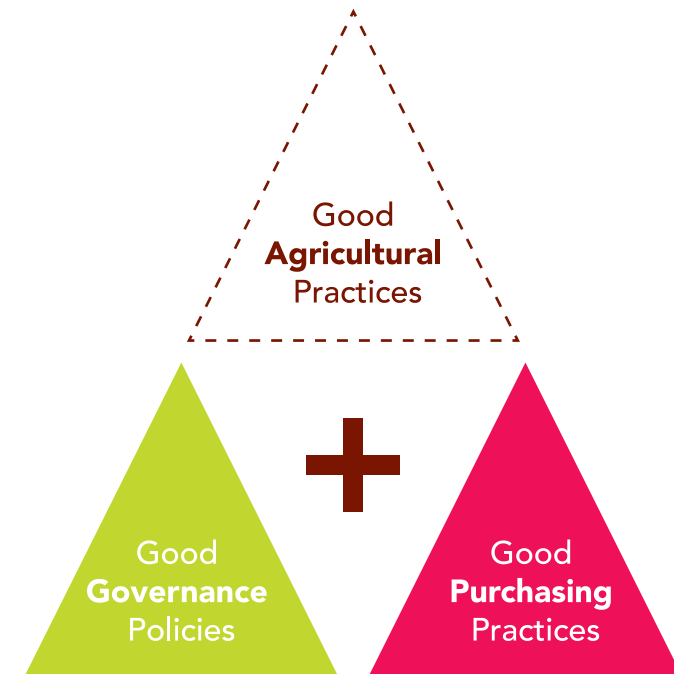 Good
Agricultural
Practices
Good
Governance
Policies
Good
Purchasing
Practices